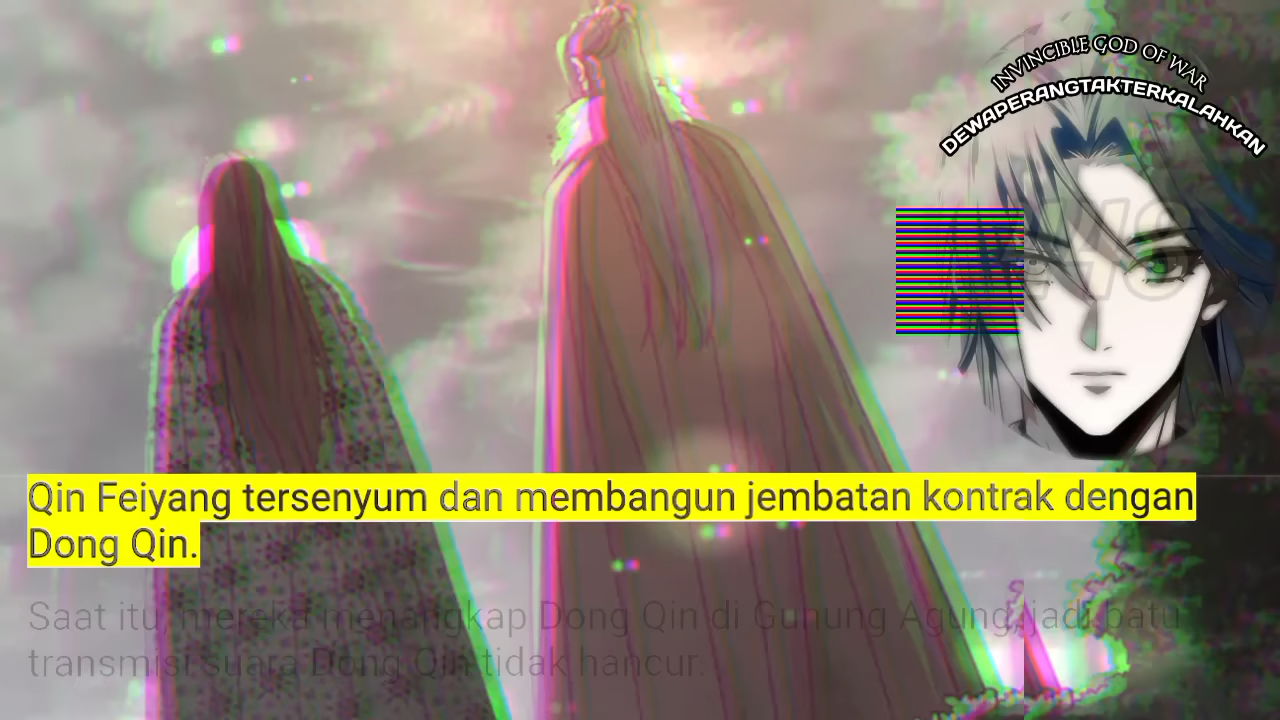 INVINCIBLE GOD OF WAR
DEWAPERANGTAKTERKALAHKAN
Qin Feiyang tersenyum dan membangun jembatan kontrak dengan
Dong Qin.
Saat itu, mereka menangkap Dong Qin di Gunung Agung, jadi batu
transmisi suara Dong Qin tidak hancur.